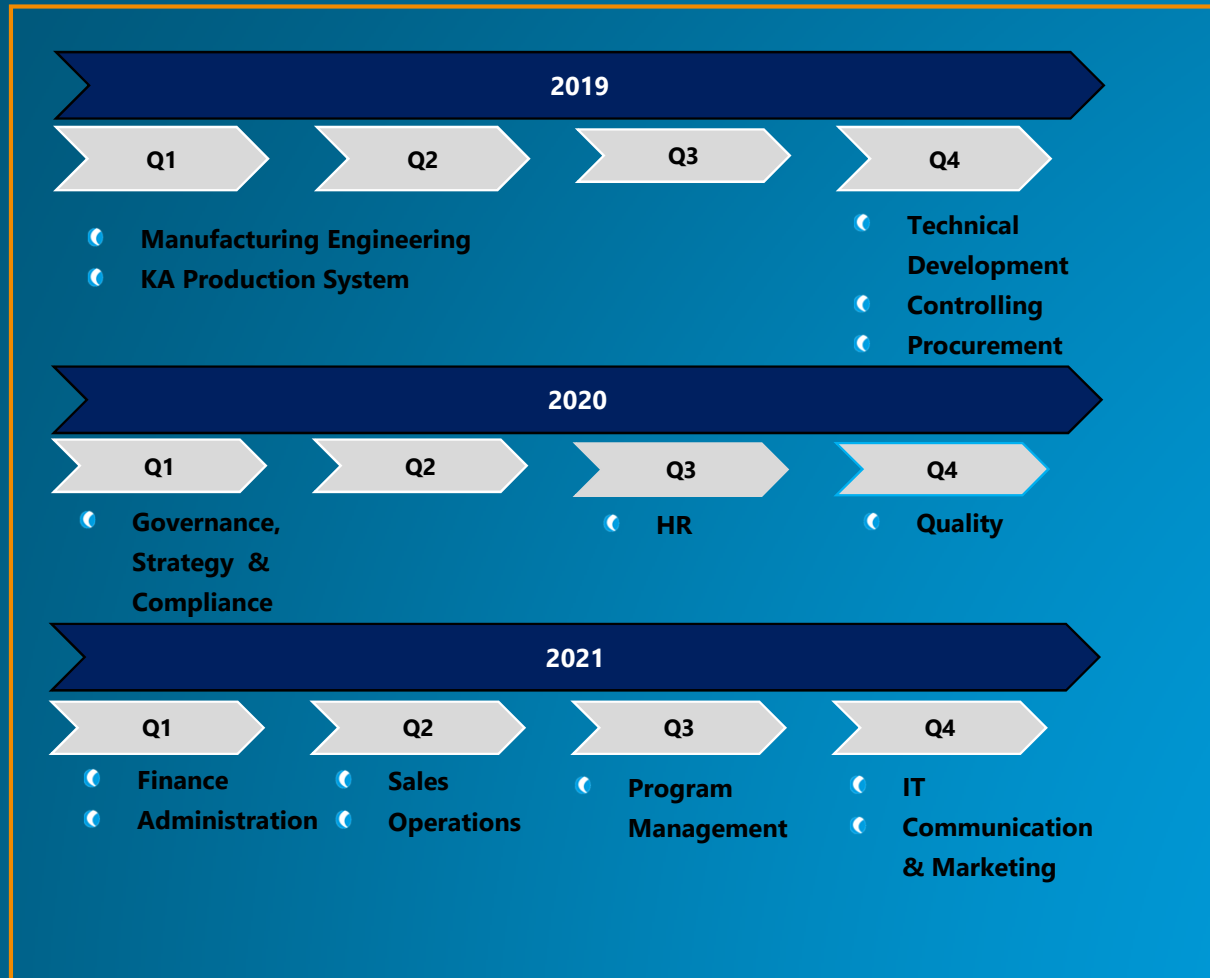 2019
Q1
Q2
Q3
Q4
Manufacturing Engineering
KA Production System
Technical
Development
Controlling
Procurement
2020
Q1
Q2
Q3
Q4
Governance,
Strategy &
Compliance
HR
Quality
2021
Q1
Q2
Q3
Q4
Finance
Administration
Sales
Operations
Program
Management
IT
Communication
& Marketing